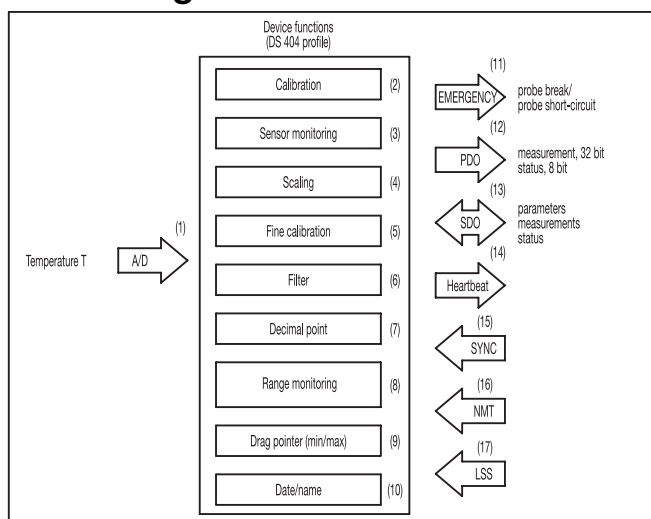 Device functions
(DS 404 profile)
Temperature T
A/D
(1)
Calibration
(2)
Sensor monitoring
(3)
Scaling
(4)
Fine calibration
(5)
Filter
(6)
Decimal point
(7)
Range monitoring
(8)
Drag pointer (min/max)
(9)
Date/name
(10)
(11)
EMERGENCY
probe break/
probe short-circuit
(12)
PDO
measurement, 32 bit
status, 8 bit
(13)
SDO
parameters
measurements
status
(14)
Heartbeat
(15)
SYNC
(16)
NMT
(17)
LSS